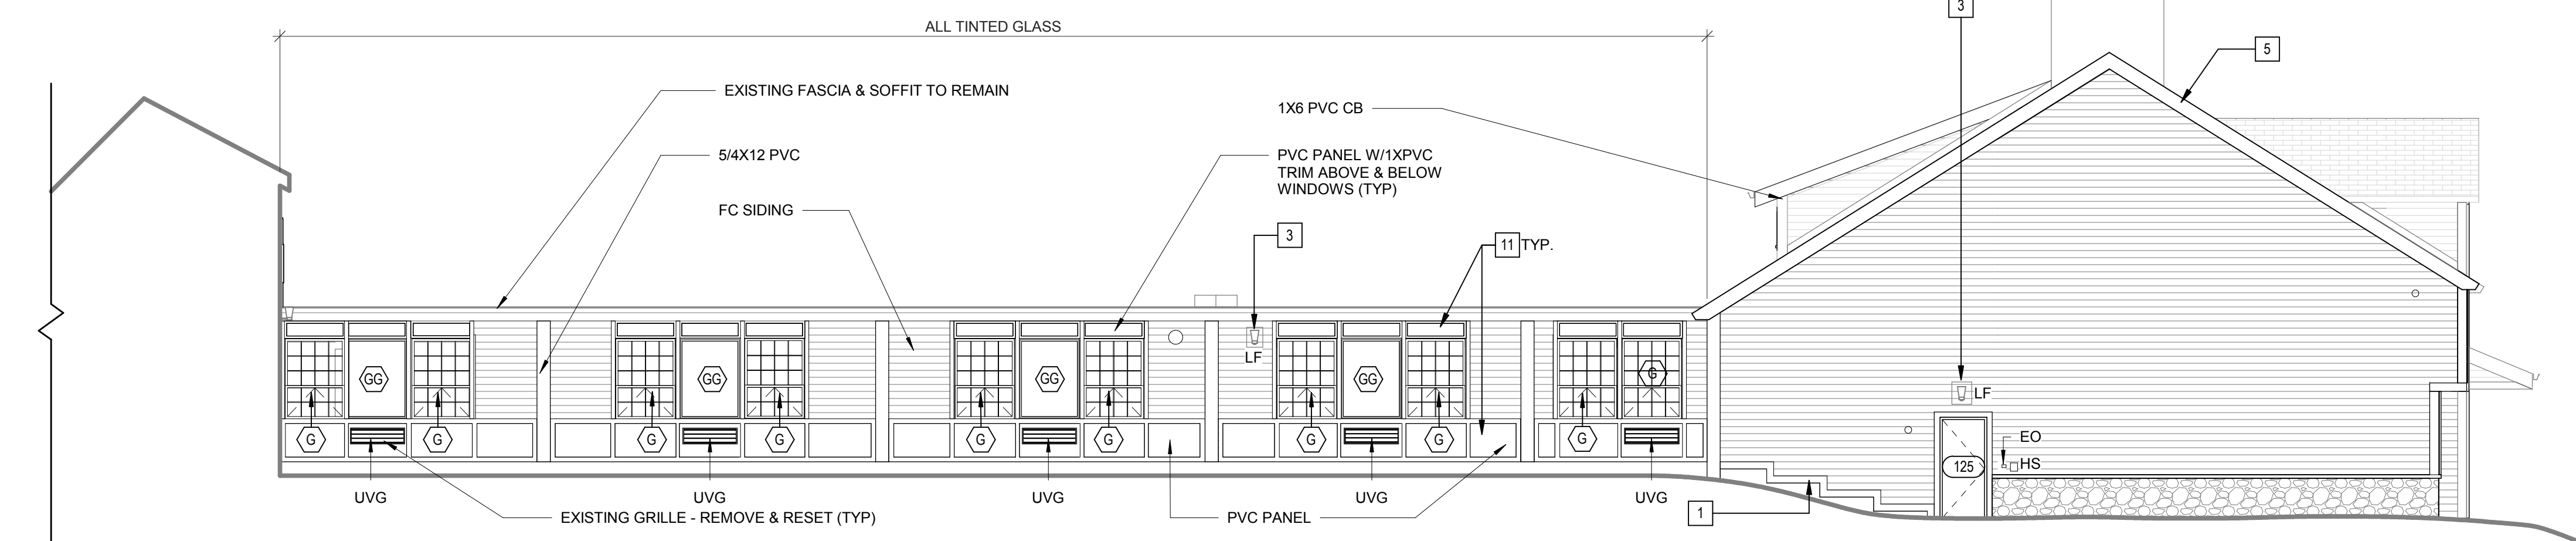 3
ALL TINTED GLASS
5
EXISTING FASCIA & SOFFIT TO REMAIN
1X6 PVC CB
5/4X12 PVC
PVC PANEL W/1XPVC
TRIM ABOVE & BELOW
WINDOWS (TYP)
FC SIDING
3
11 TYP.
LF
GG
GG
GG
GG
G
LF
G
G
G
G
G
G
G
G
G
EO
HS
125
UVG
UVG
UVG
UVG
UVG
EXISTING GRILLE - REMOVE & RESET (TYP)
PVC PANEL
1